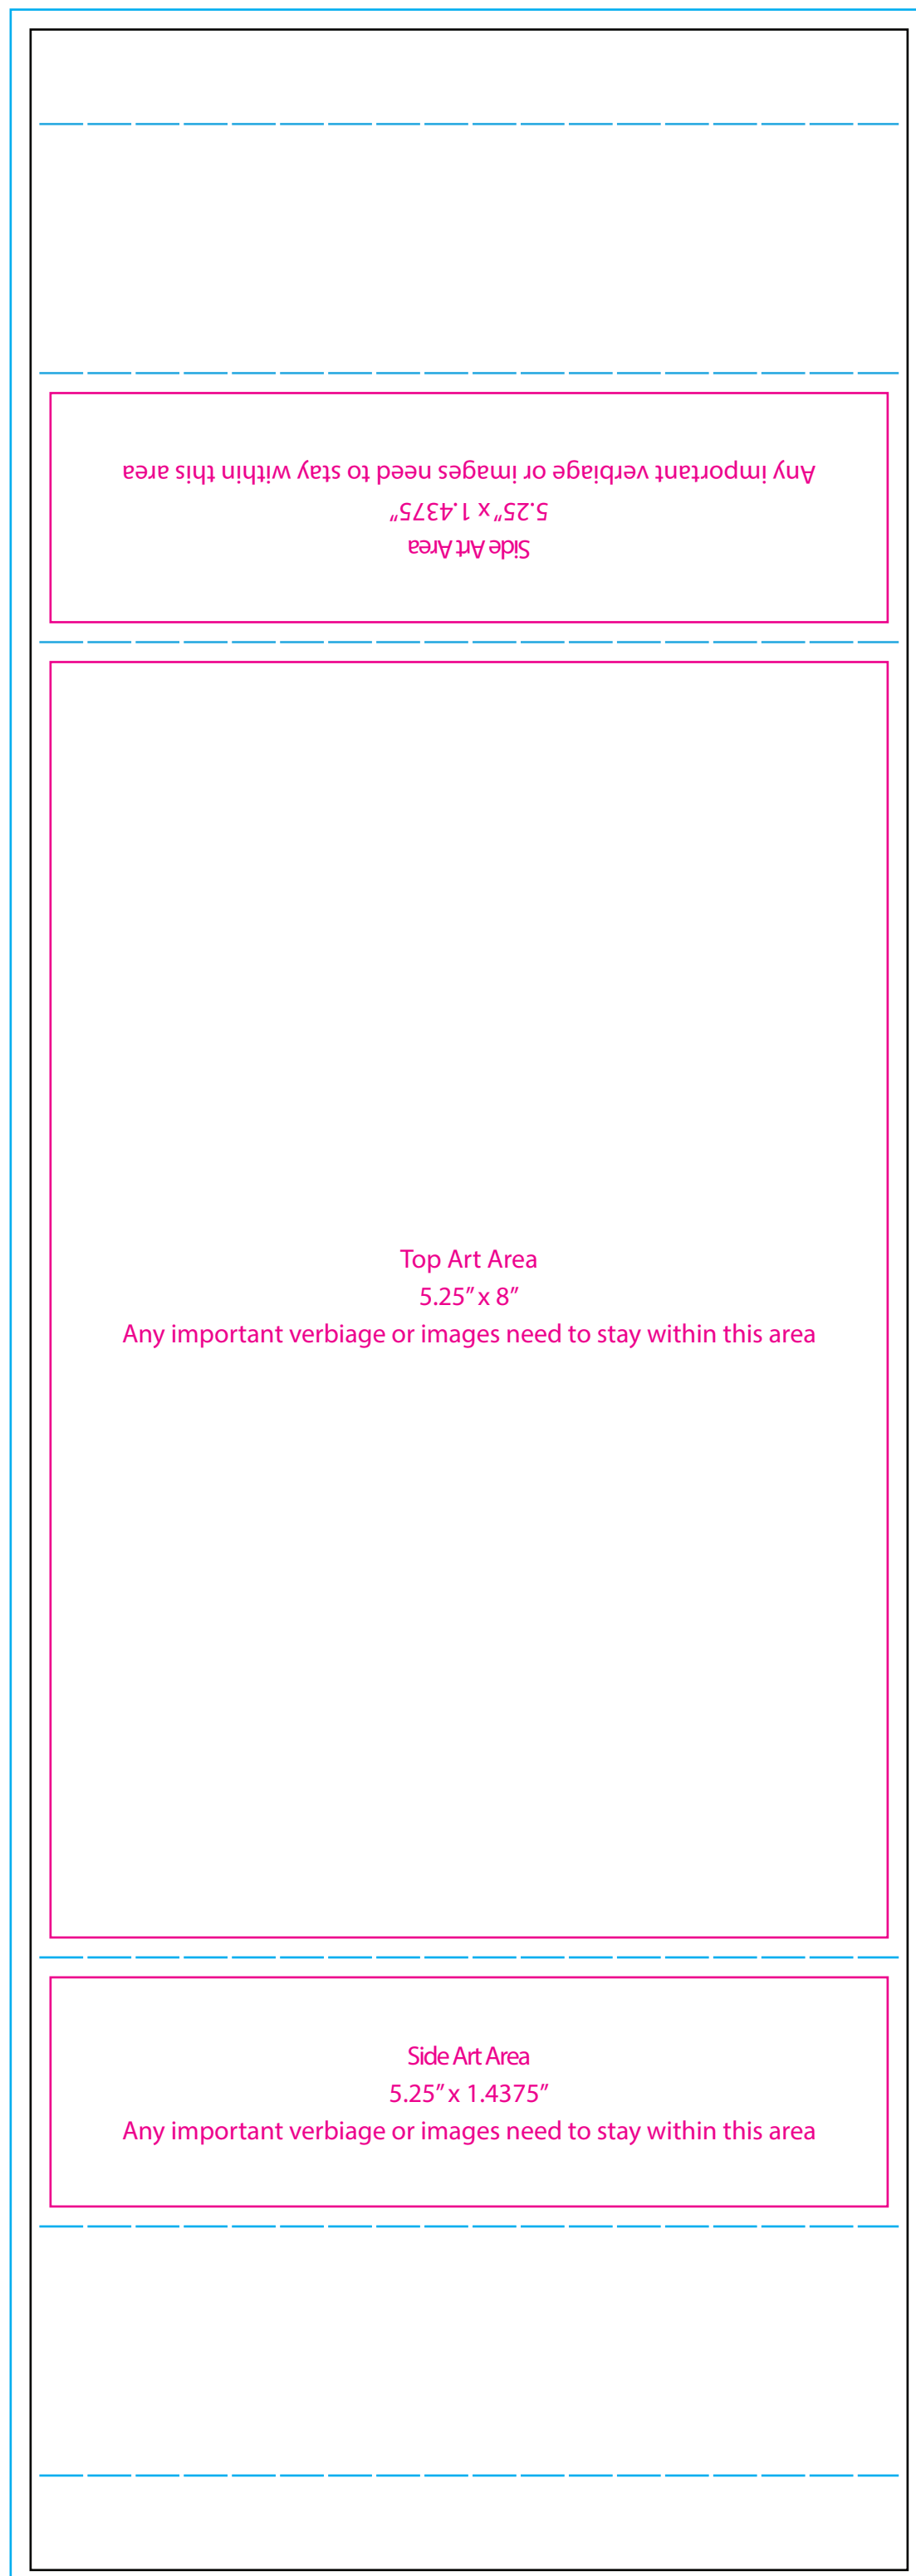 Side Art Area
5.25” x 1.4375”
Any important verbiage or images need to stay within this area
Top Art Area
5.25” x 8”
Any important verbiage or images need to stay within this area
Side Art Area
5.25” x 1.4375”
Any important verbiage or images need to stay within this area